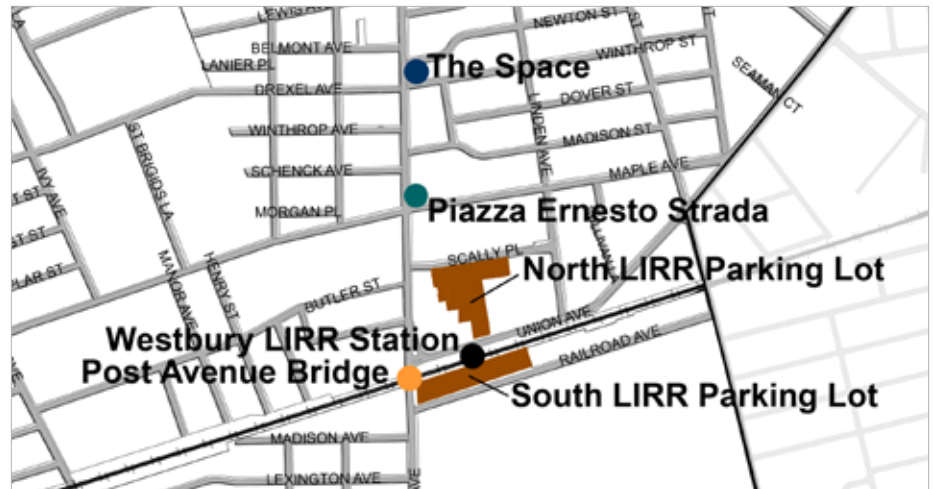 LEWIS AVE
NEWTON ST
BELMONT AVE
WINTHROP ST
LANIER PL
The Space
SEAMAN CT
DREXEL AVE
DOVER ST
LINDEN AVE
WINTHROP AVE
MADISON ST
ST BRIGIDS LA
SCHENCK AVE
MAPLE AVE
IVY AVE
MORGAN PL
Piazza Ernesto Strada
SCALLY PL
North LIRR Parking Lot
MANOR AVE
HENRY ST
BUTLER ST
UNION AVE
Westbury LIRR Station
RAILROAD AVE
Post Avenue Bridge
South LIRR Parking Lot
MADISON AVE
LEXINGTON AVE